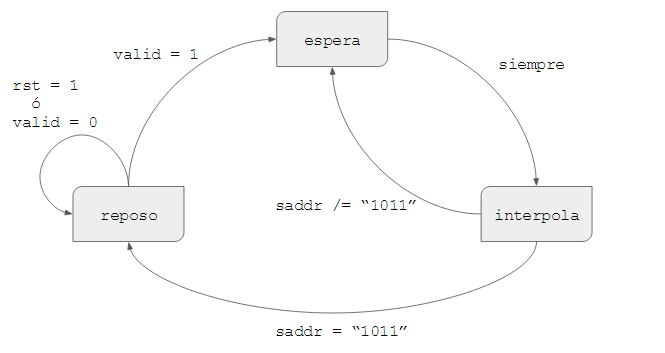 espera
valid = 1
siempre
rst = 1
ó
valid = 0
reposo
saddr /= “1011”
interpola
saddr = “1011”